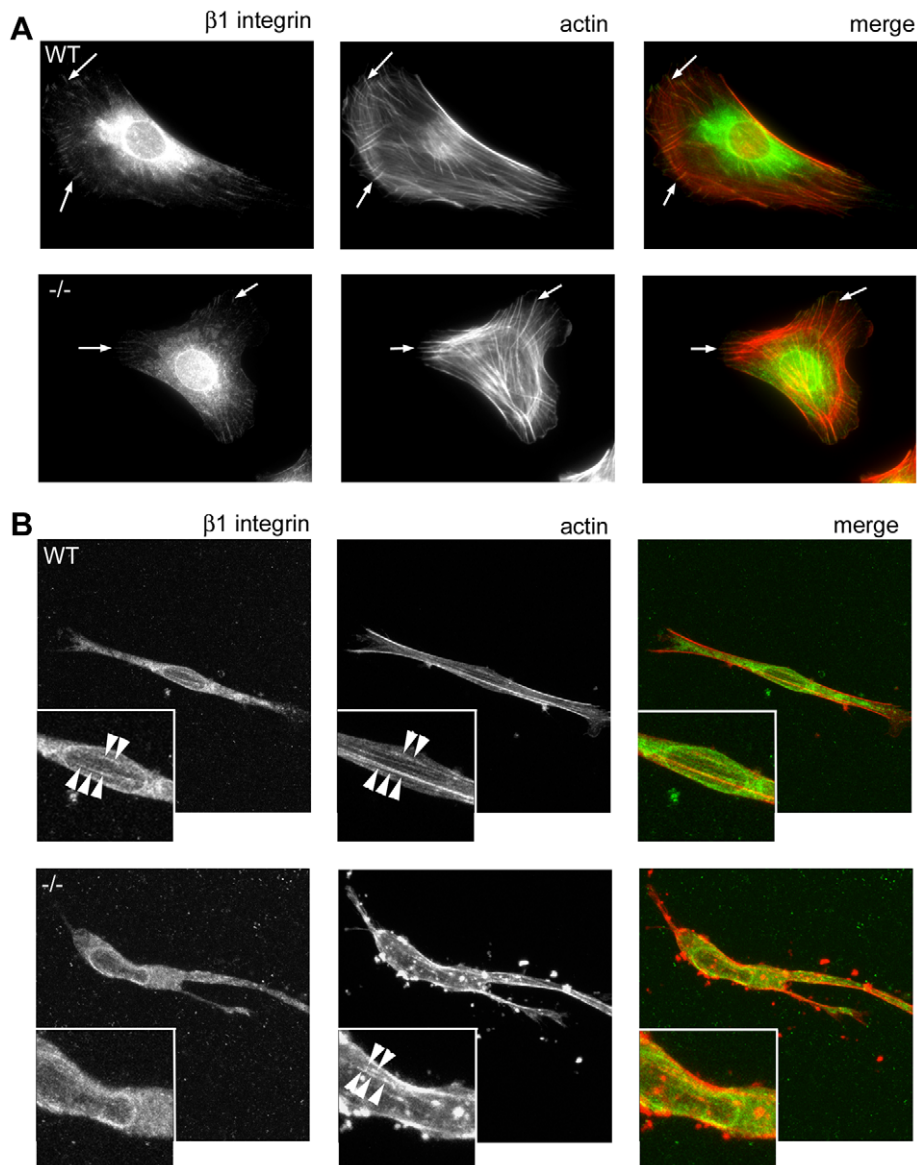 A β1 integrin actin merge
WT
-/-
B β1 integrin actin merge
WT
-/-